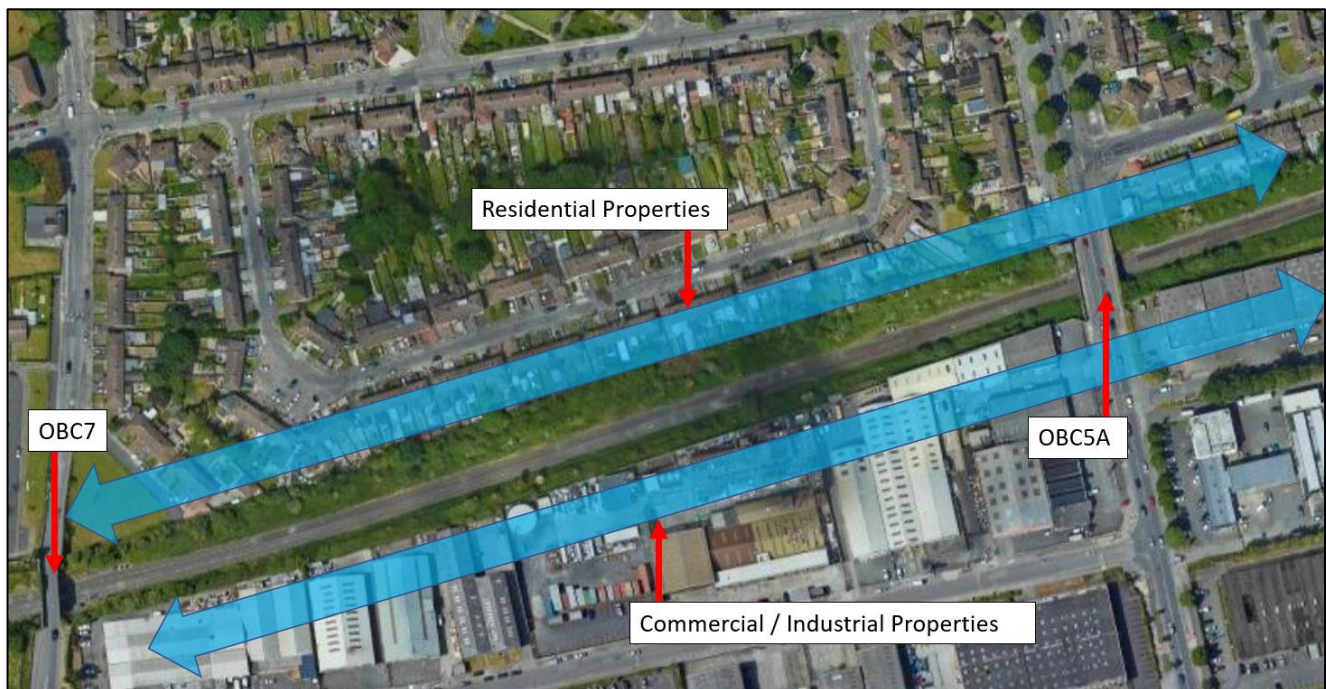 Residential Properties
OBC7
OBC5A
Commercial / Industrial Properties